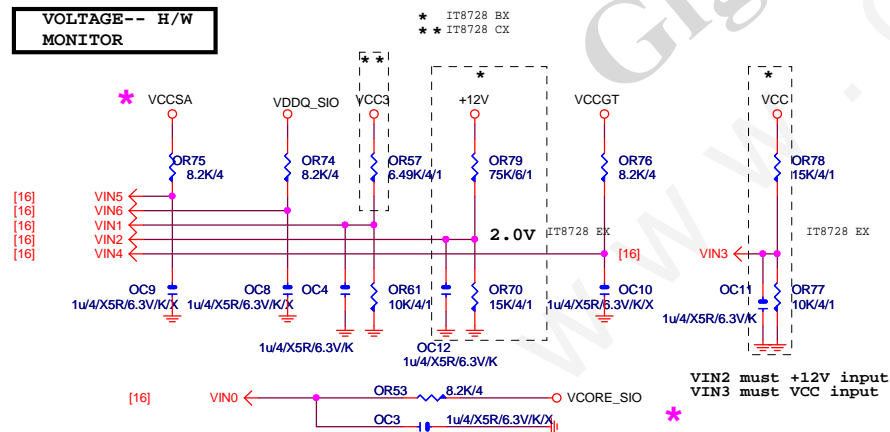 VOLTAGE-- H/W
MONITOR
* IT8728 BX
** IT8728 CX
Gig
www.
* VCCSA
VDDQ_SIO
** VCC3
* +12V
VCCGT
* VCC
OR75
8.2K/4
OR74
8.2K/4
OR57
6.49K/4/1
OR79
75K/6/1
OR76
8.2K/4
OR78
15K/4/1
[16] VIN5
[16] VIN6
[16] VIN1
[16] VIN2
[16] VIN4
2.0V
IT8728 EX
[16] VIN3
IT8728 EX
OC9
1u/4/X5R/6.3V/K/X
OC8
1u/4/X5R/6.3V/K/X
OC4
1u/4/X5R/6.3V/K
OR61
10K/4/1
OC12
1u/4/X5R/6.3V/K
OR70
15K/4/1
OC10
1u/4/X5R/6.3V/K/X
OC11
1u/4/X5R/6.3V/K
OR77
10K/4/1
[16] VIN0
OR53 8.2K/4
VCORE_SIO
OC3 1u/4/X5R/6.3V/K/X
VIN2 must +12V input
VIN3 must VCC input
*